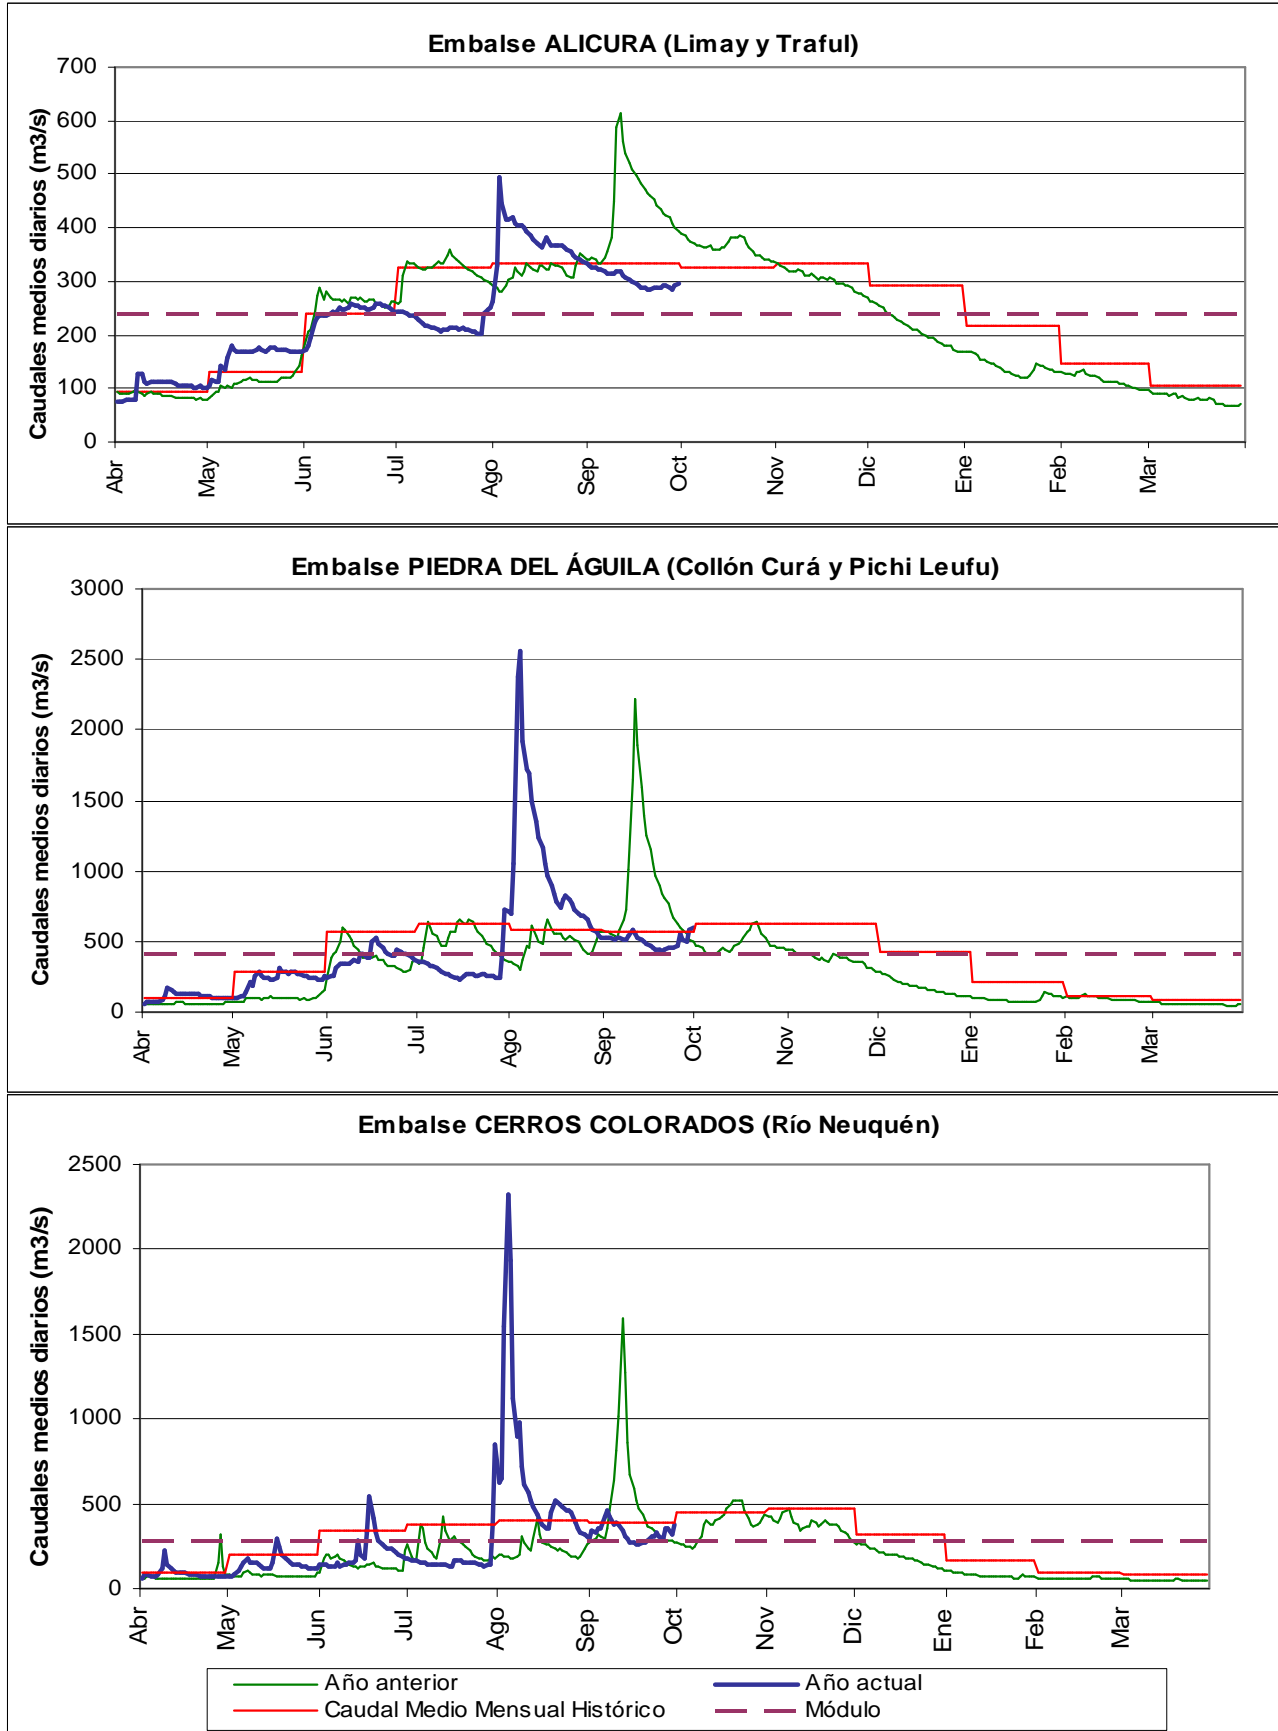 Embalse ALICURA (Limay y Traful)
Caudales medios diarios (m3/s)
700
600
500
400
300
200
100
0
Abr
May
Jun
Jul
Ago
Sep
Oct
Nov
Dic
Ene
Feb
Mar
Embalse PIEDRA DEL ÁGUILA (Collón Curá y Pichi Leufu)
Caudales medios diarios (m3/s)
3000
2500
2000
1500
1000
500
0
Abr
May
Jun
Jul
Ago
Sep
Oct
Nov
Dic
Ene
Feb
Mar
Embalse CERROS COLORADOS (Río Neuquén)
Caudales medios diarios (m3/s)
2500
2000
1500
1000
500
0
Abr
May
Jun
Jul
Ago
Sep
Oct
Nov
Dic
Ene
Feb
Mar
Año anterior
Año actual
Caudal Medio Mensual Histórico
Módulo